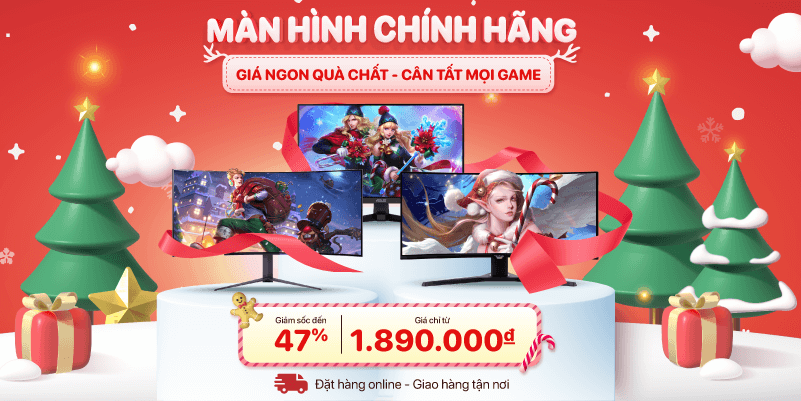 MÀN HÌNH CHÍNH HÃNG
GIÁ NGON QUÀ CHẤT - CÂN TẤT MỌI GAME
Giảm sốc đến
47%
Giá chỉ từ
1.890.000đ
Đặt hàng online - Giao hàng tận nơi